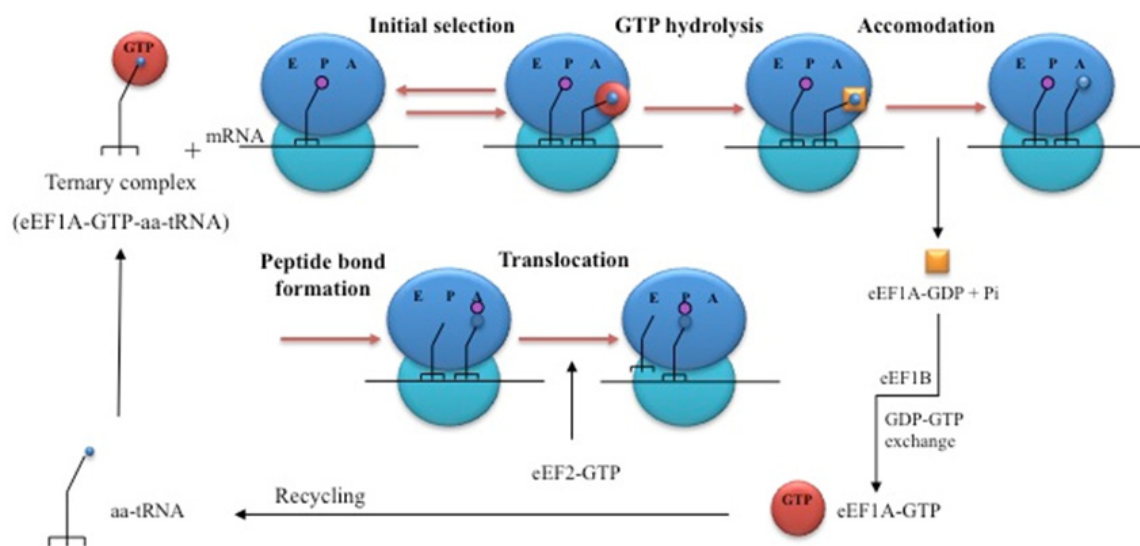 Initial selection
GTP hydrolysis
Accomodation
GTP
E P A
E P A
E P A
E P A
+
mRNA
Ternary complex
(eEF1A-GTP-aa-tRNA)
Peptide bond
formation
Translocation
E P A
E P A
eEF1A-GDP + Pi
eEF1B
GDP-GTP
exchange
eEF2-GTP
Recycling
aa-tRNA
GTP
eEF1A-GTP